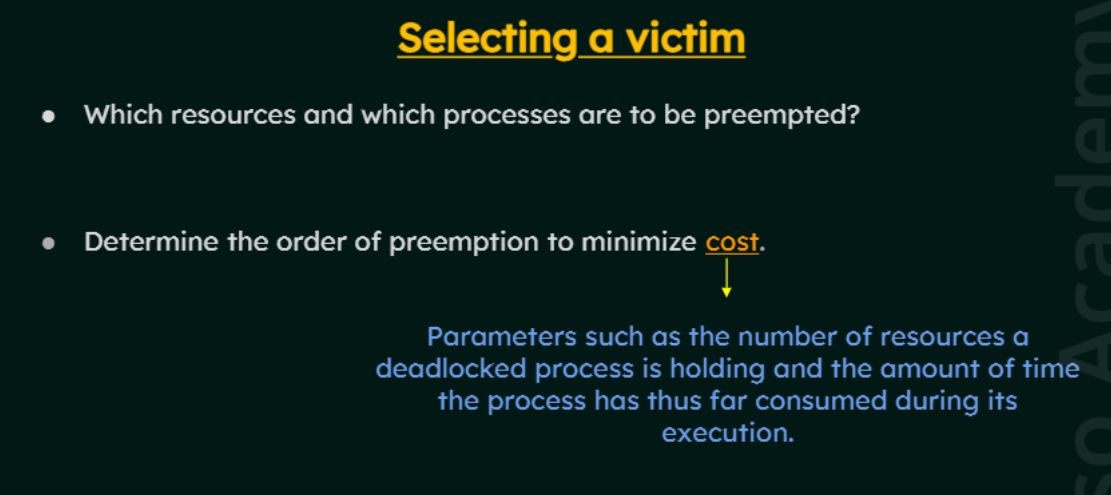 Selecting a victim
● Which resources and which processes are to be preempted?
● Determine the order of preemption to minimize cost.
Parameters such as the number of resources a
deadlocked process is holding and the amount of time
the process has thus far consumed during its
execution.
so Academy